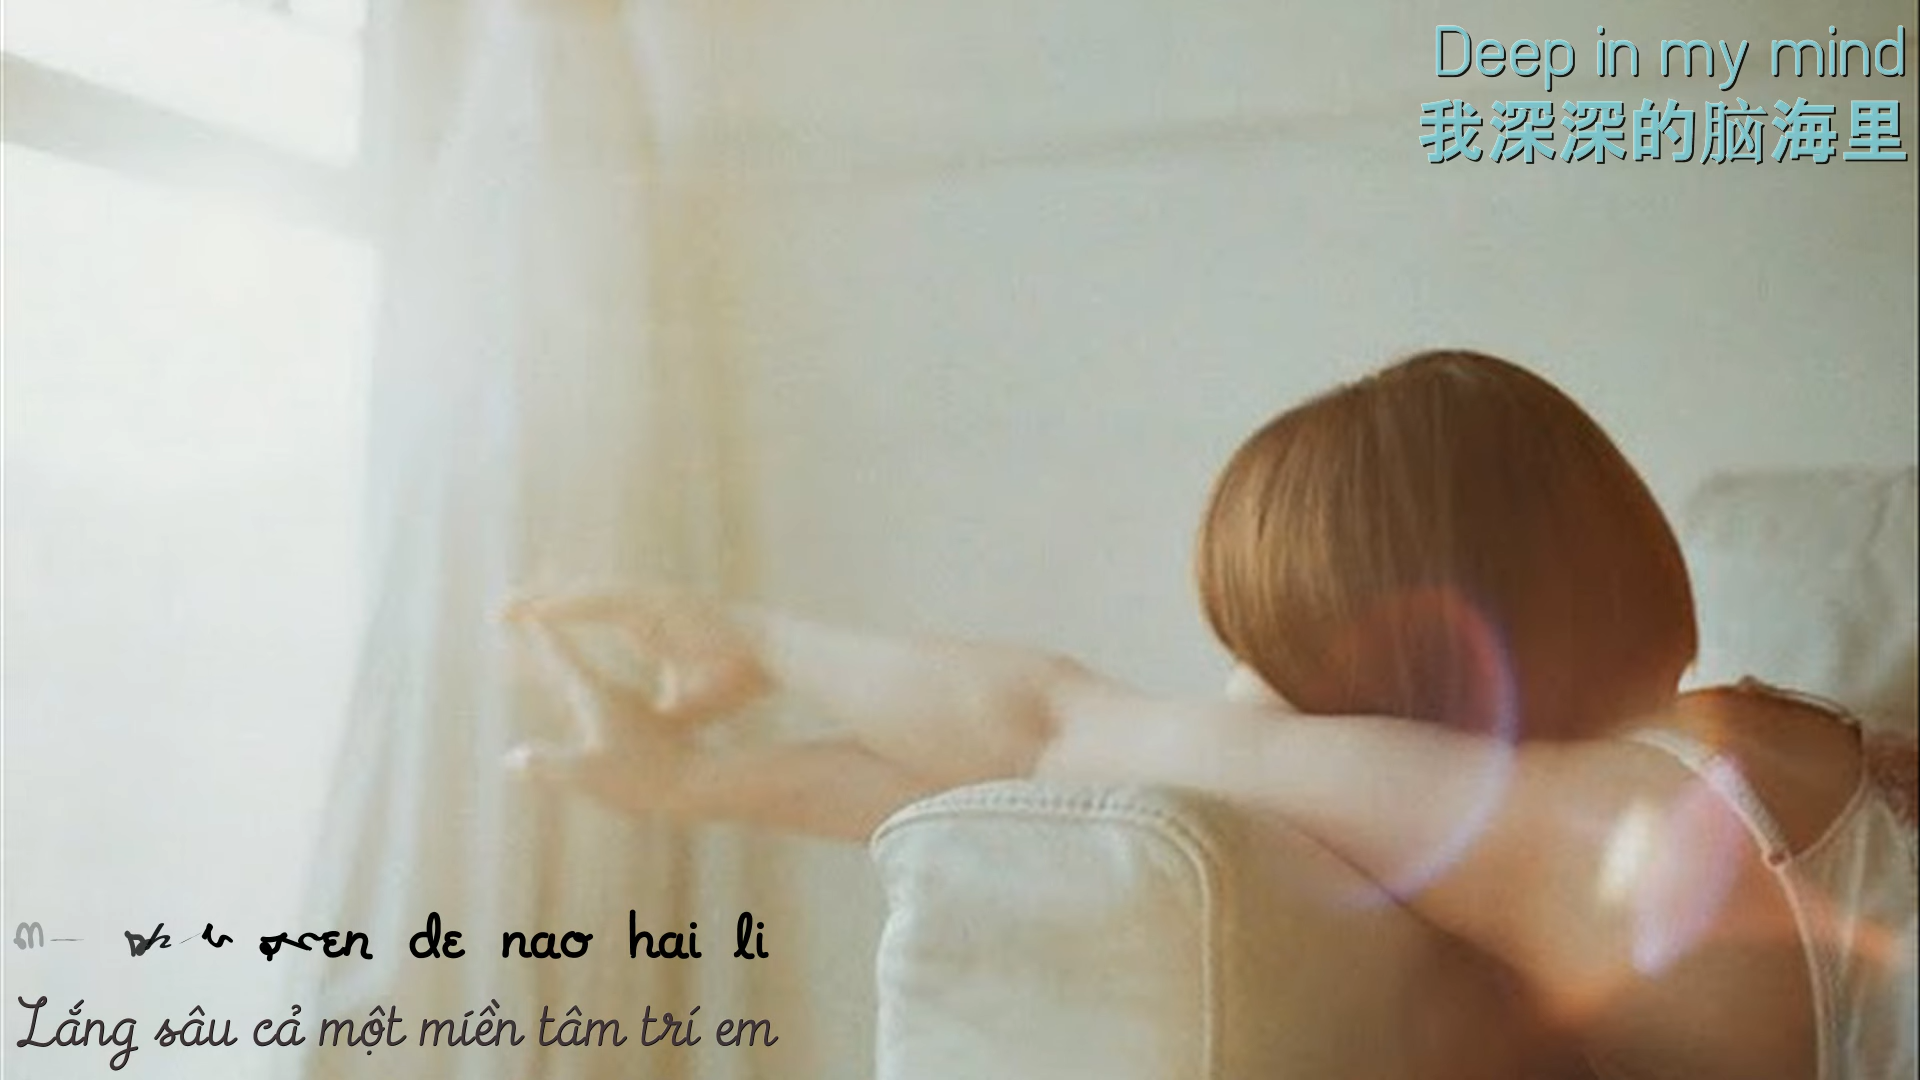 Deep in my mind
我深深的脑海里
de nao hai li
Lắng sâu cả một miền tâm trí em